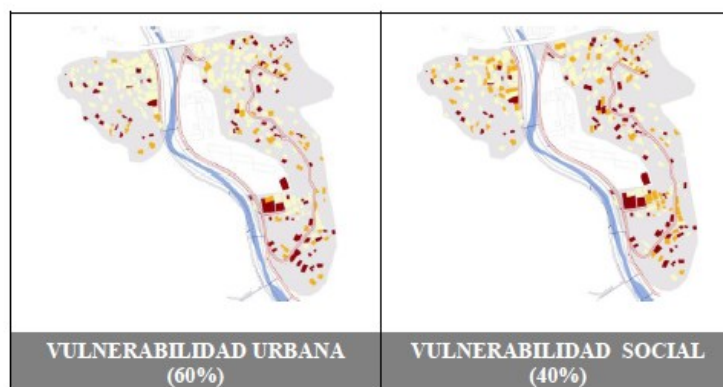 VULNERABILIDAD URBANA
(60%)
VULNERABILIDAD SOCIAL
(40%)